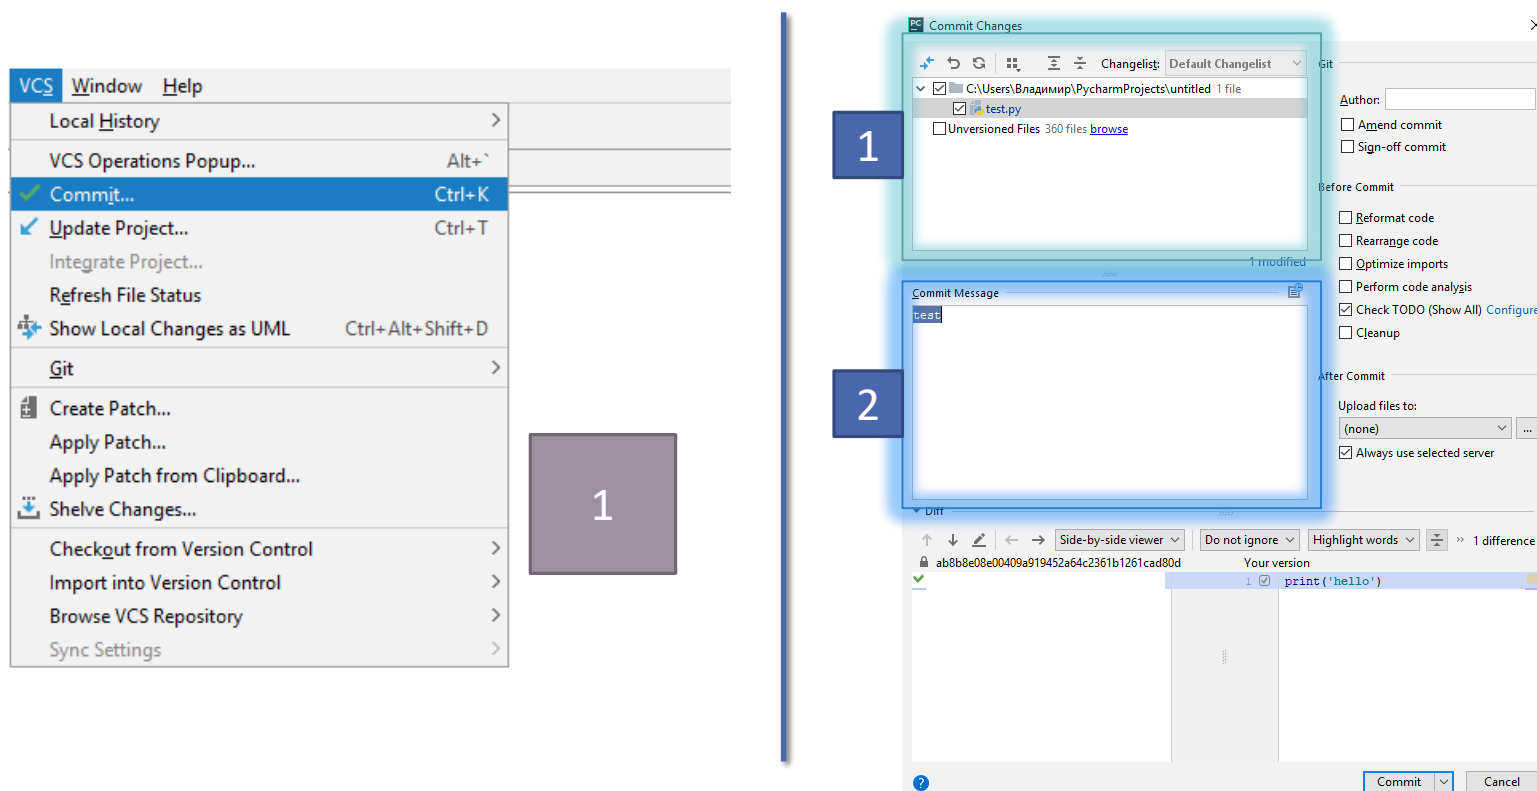 VCS Window Help
Local History
VCS Operations Popup... Alt+`
Commit... Ctrl+K
Update Project... Ctrl+T
Integrate Project...
Refresh File Status
Show Local Changes as UML Ctrl+Alt+Shift+D
Git
Create Patch...
Apply Patch...
Apply Patch from Clipboard...
Shelve Changes...
Checkout from Version Control
Import into Version Control
Browse VCS Repository
Sync Settings
1
PC Commit Changes
Changelist: Default Changelist
C:\Users\Владимир\PycharmProjects\untitled 1 file
test.py
Unversioned Files 360 files browse
1 modified
1
Commit Message
test
2
Git
Author:
Amend commit
Sign-off commit
Before Commit
Reformat code
Rearrange code
Optimize imports
Perform code analysis
Check TODO (Show All) Configure
Cleanup
After Commit
Upload files to:
(none) ...
Always use selected server
Diff
Side-by-side viewer Do not ignore Highlight words » 1 difference
ab8b8e08e00409a919452a64c2361b1261cad80d Your version
1 print('hello')
? Commit Cancel